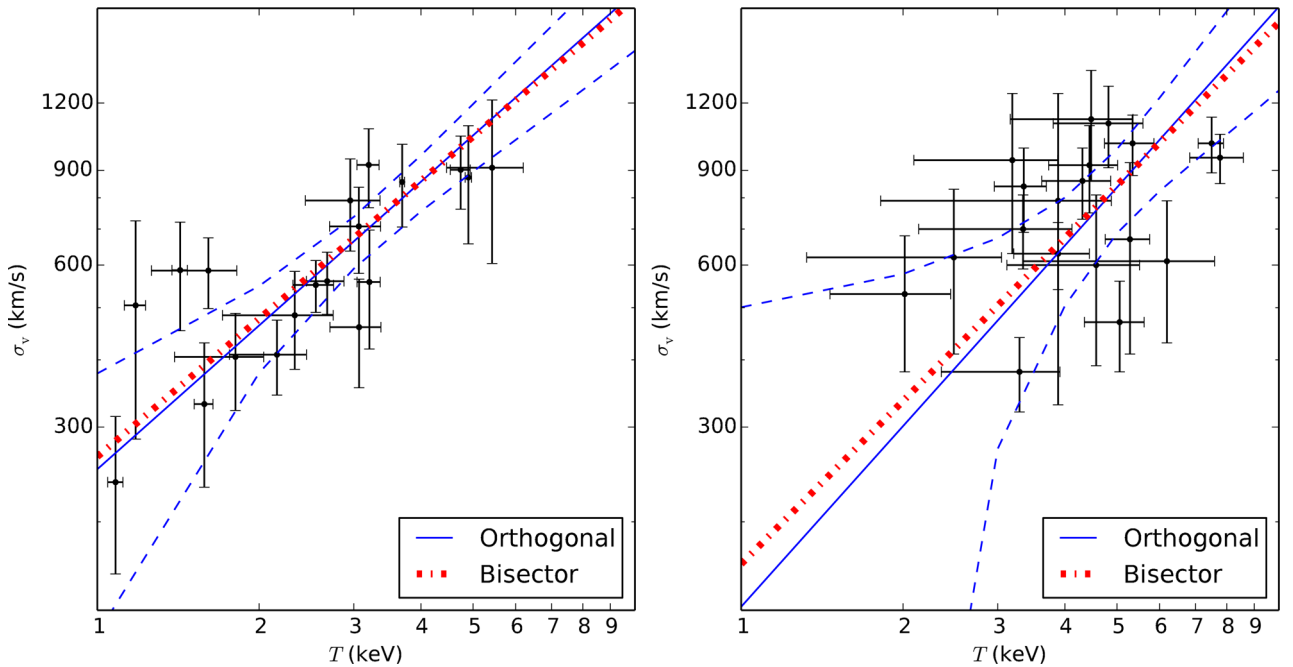 1200
900
600
300
σv (km/s)
1 2 3 4 5 6 7 8 9
T (keV)
Orthogonal
Bisector
1200
900
600
300
σv (km/s)
1 2 3 4 5 6 7 8 9
T (keV)
Orthogonal
Bisector